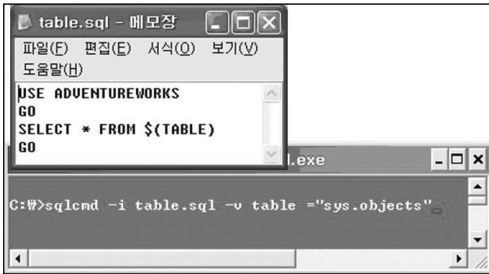 table.sql - 메모장
파일(F) 편집(E) 서식(O) 보기(V)
도움말(H)
USE ADVENTUREWORKS
GO
SELECT * FROM $(TABLE)
GO
.exe
C:₩>sqlcmd -i table.sql -v table ="sys.objects"